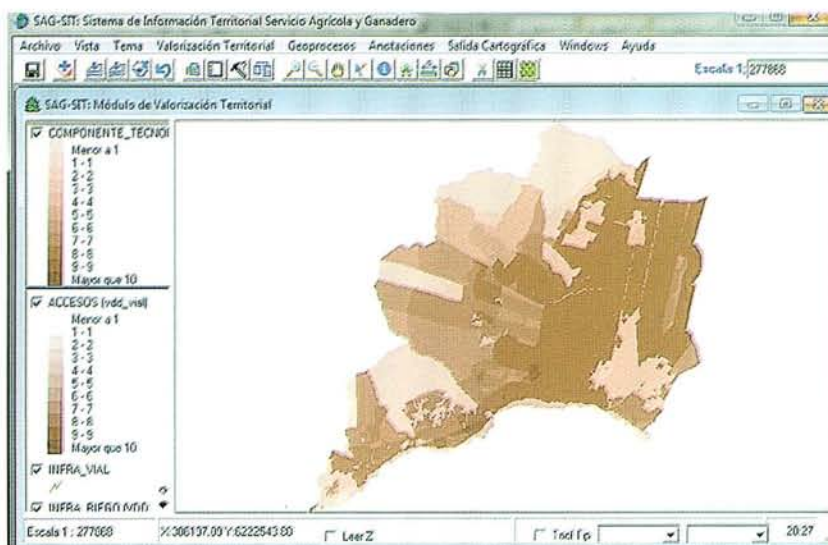 SAG-SIT: Sistema de Información Territorial Servicio Agrícola y Ganadero
Archivo Vista Tema Valorización Territorial Geoprocesos Anotaciones Salida Cartográfica Windows Ayuda
Escala 1: 277868
SAG-SIT: Módulo de Valorización Territorial
COMPONENTE_TECNOI
Menor a 1
1 - 1
2 - 2
3 - 3
4 - 4
5 - 5
6 - 6
7 - 7
8 - 8
9 - 9
Mayor que 10
ACCESOS (vdd_vial)
Menor a 1
1 - 1
2 - 2
3 - 3
4 - 4
5 - 5
6 - 6
7 - 7
8 - 8
9 - 9
Mayor que 10
INFRA_VIAL
INFRA_RIEGO
Escala 1 : 277868
Leer Z
20:27